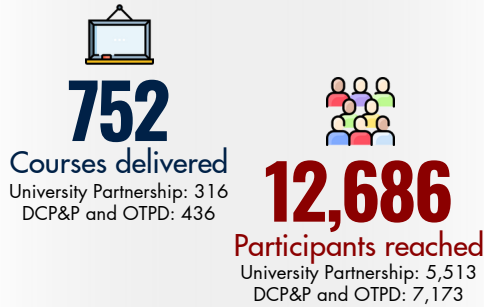 752
Courses delivered
University Partnership: 316
DCP&P and OTPD: 436
12,686
Participants reached
University Partnership: 5,513
DCP&P and OTPD: 7,173